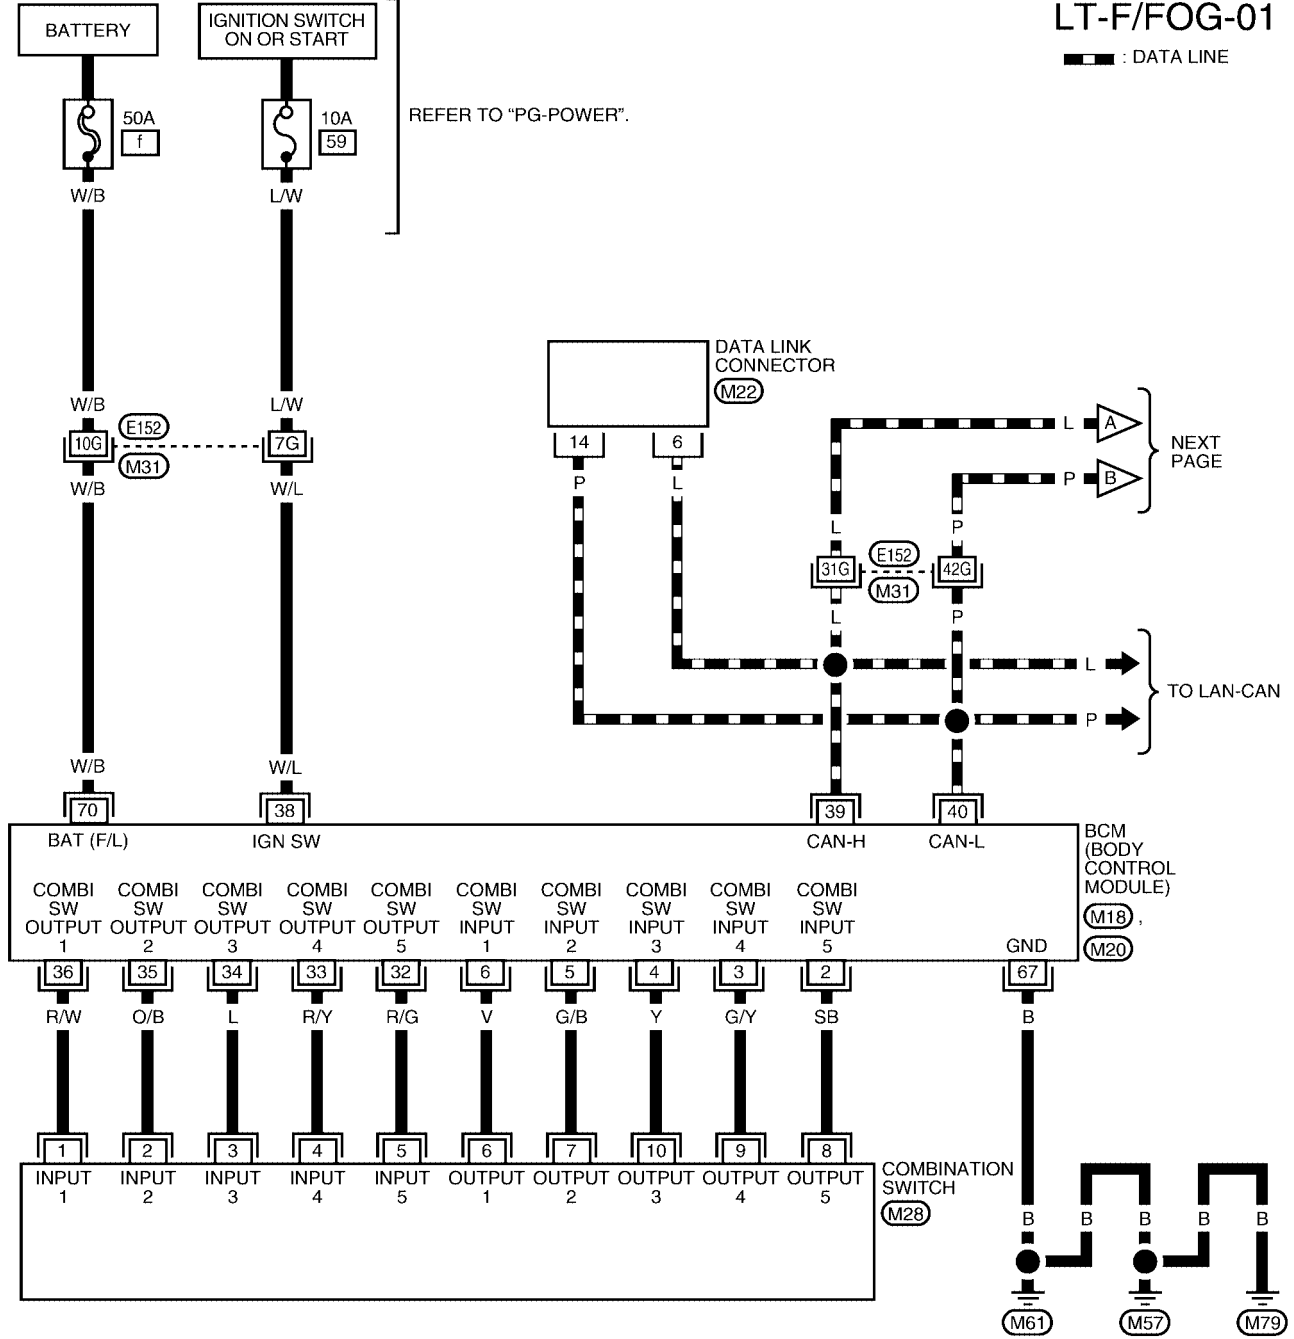 LT-F/FOG-01
: DATA LINE
BATTERY
IGNITION SWITCH
ON OR START
50A
f
10A
59
REFER TO “PG-POWER”.
W/B
L/W
W/B
L/W
10G
E152
M31
7G
W/B
W/L
DATA LINK
CONNECTOR
M22
14
6
P
L
L
A
P
B
NEXT
PAGE
L
P
31G
E152
M31
42G
L
P
L
P
TO LAN-CAN
W/B
W/L
70
38
39
40
BAT (F/L)
IGN SW
CAN-H
CAN-L
BCM
(BODY
CONTROL
MODULE)
M18 ,
M20
COMBI
SW
OUTPUT
1
COMBI
SW
OUTPUT
2
COMBI
SW
OUTPUT
3
COMBI
SW
OUTPUT
4
COMBI
SW
OUTPUT
5
COMBI
SW
INPUT
1
COMBI
SW
INPUT
2
COMBI
SW
INPUT
3
COMBI
SW
INPUT
4
COMBI
SW
INPUT
5
GND
36
35
34
33
32
6
5
4
3
2
67
R/W
O/B
L
R/Y
R/G
V
G/B
Y
G/Y
SB
B
1
2
3
4
5
6
7
10
9
8
INPUT
1
INPUT
2
INPUT
3
INPUT
4
INPUT
5
OUTPUT
1
OUTPUT
2
OUTPUT
3
OUTPUT
4
OUTPUT
5
COMBINATION
SWITCH
M28
B
B
B
B
B
M61
M57
M79